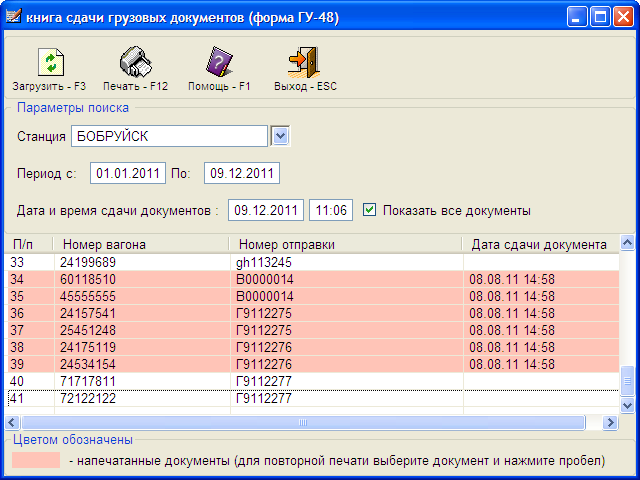 книга сдачи грузовых документов (форма ГУ-48)
Загрузить - F3 Печать - F12 Помощь - F1 Выход - ESC
Параметры поиска
Станция БОБРУЙСК
Период с: 01.01.2011 По: 09.12.2011
Дата и время сдачи документов : 09.12.2011 11:06 Показать все документы
П/п Номер вагона Номер отправки Дата сдачи документа
33 24199689 gh113245
34 60118510 В0000014 08.08.11 14:58
35 45555555 В0000014 08.08.11 14:58
36 24157541 Г9112275 08.08.11 14:58
37 25451248 Г9112275 08.08.11 14:58
38 24175119 Г9112276 08.08.11 14:58
39 24534154 Г9112276 08.08.11 14:58
40 71717811 Г9112277
41 72122122 Г9112277
Цветом обозначены
- напечатанные документы (для повторной печати выберите документ и нажмите пробел)